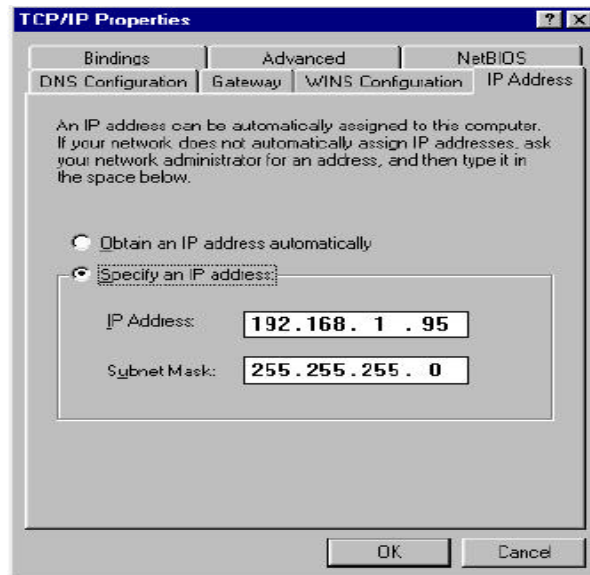 TCP/IP Properties
Bindings Advanced NetBIOS
DNS Configuration Gateway WINS Configuration IP Address
An IP address can be automatically assigned to this computer.
If your network does not automatically assign IP addresses, ask
your network administrator for an address, and then type it in
the space below.
Obtain an IP address automatically
Specify an IP address:
IP Address: 192.168. 1 .95
Subnet Mask: 255.255.255. 0
OK Cancel